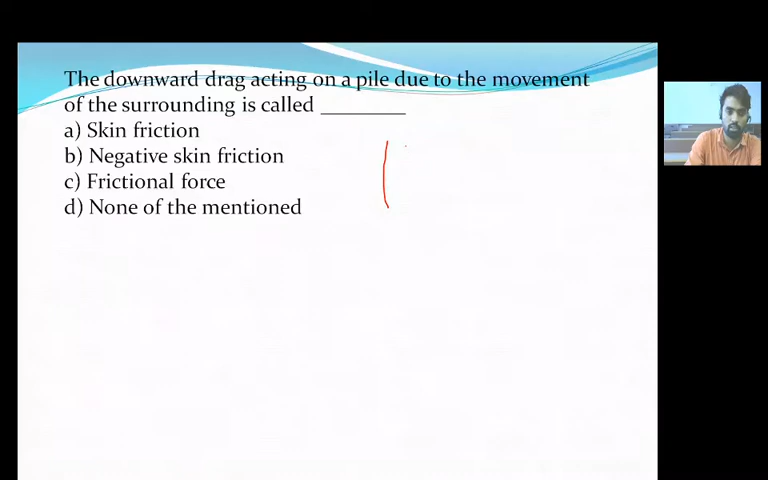 The downward drag acting on a pile due to the movement
of the surrounding is called ________
a) Skin friction
b) Negative skin friction
c) Frictional force
d) None of the mentioned